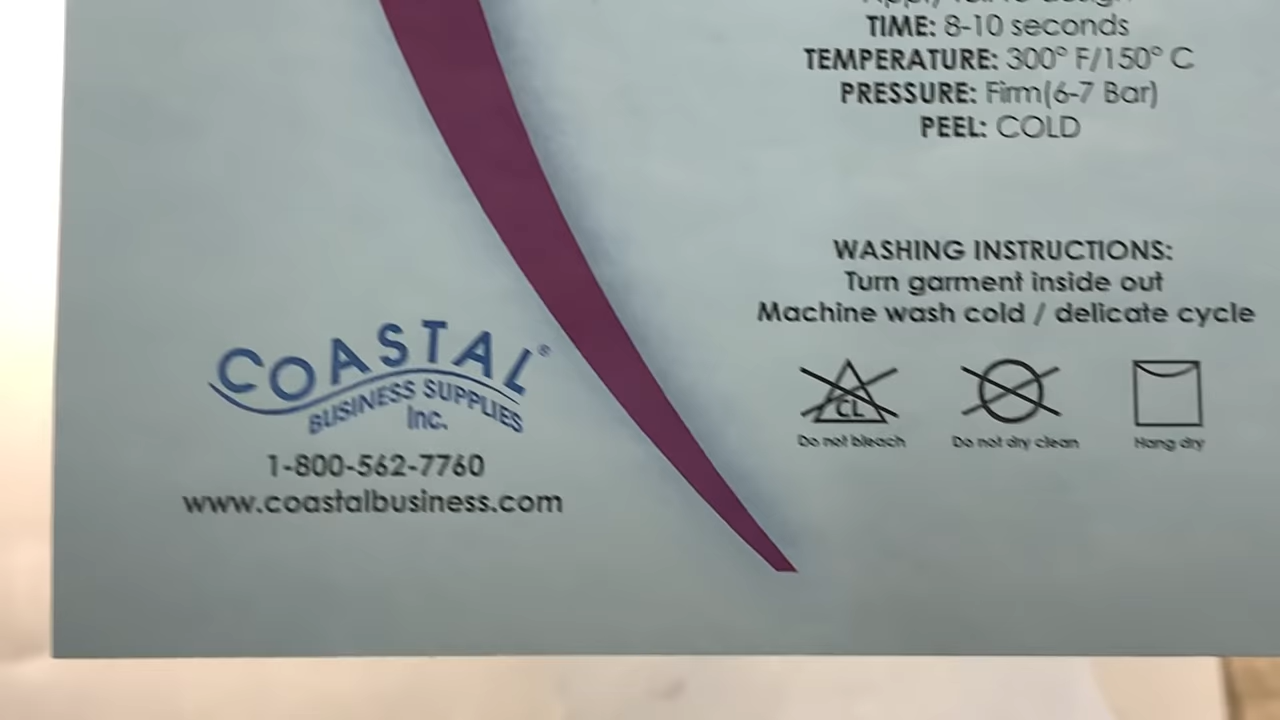 TIME: 8-10 seconds
TEMPERATURE: 300° F/150° C
PRESSURE: Firm(6-7 Bar)
PEEL: COLD
WASHING INSTRUCTIONS:
Turn garment inside out
Machine wash cold / delicate cycle
CL
Do not bleach
Do not dry clean
Hang dry
COASTAL®
BUSINESS SUPPLIES
Inc.
1-800-562-7760
www.coastalbusiness.com